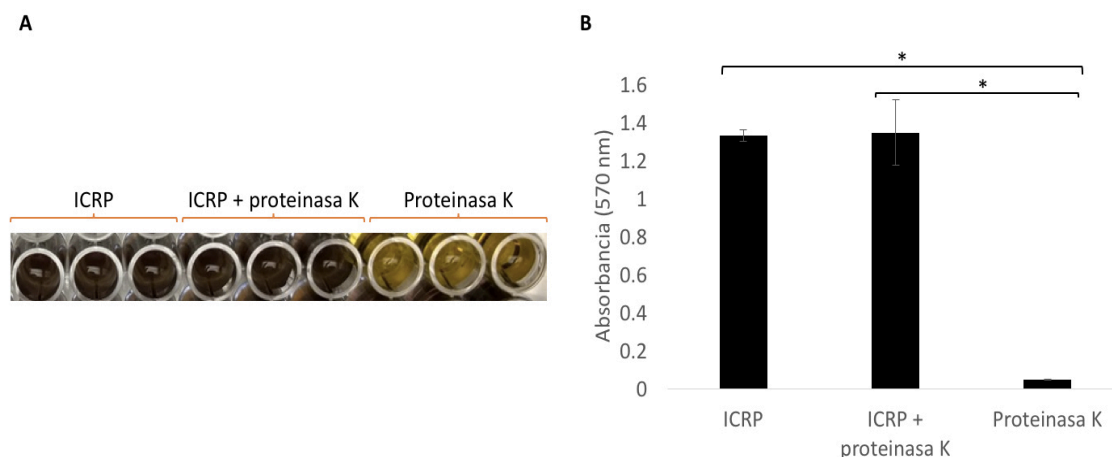 A
ICRP
ICRP + proteinasa K
Proteinasa K
B
*
*
Absorbancia (570 nm)
1.6
1.4
1.2
1
0.8
0.6
0.4
0.2
0
ICRP
ICRP +
proteinasa K
Proteinasa K